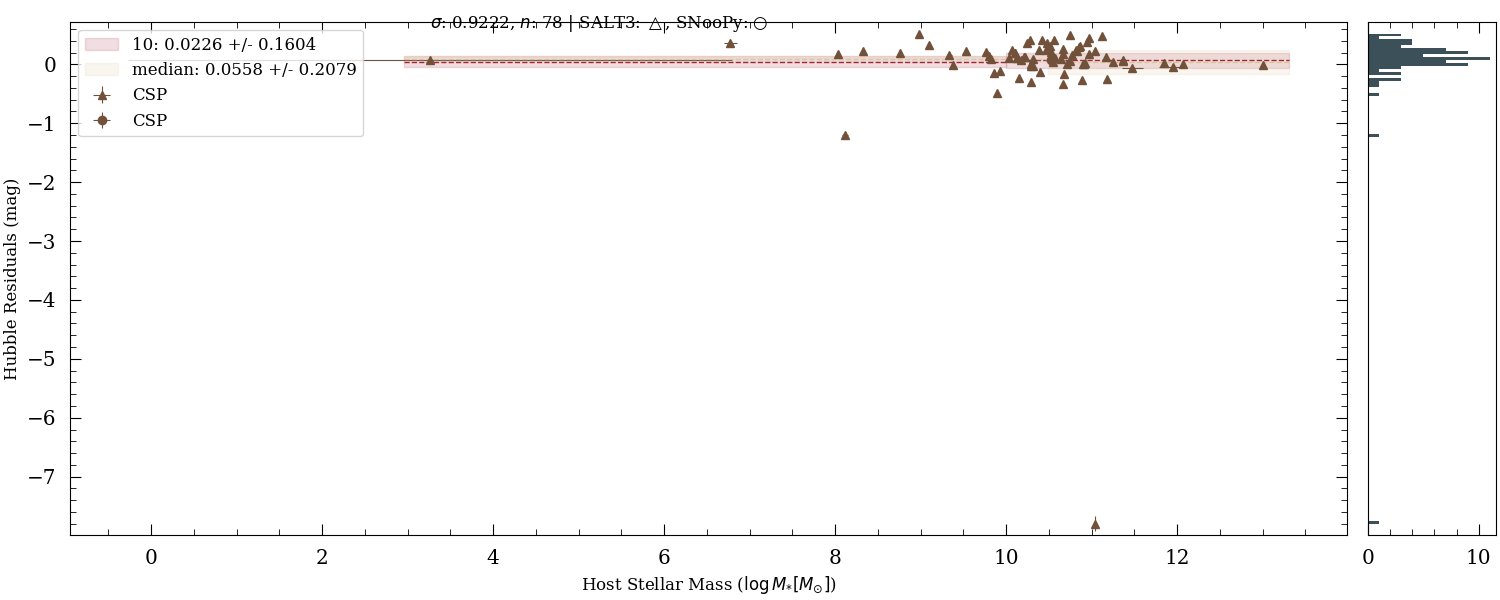 σ: 0.9222, n: 78 | SALT3: △, SNooPy: ○
10: 0.0226 +/- 0.1604
median: 0.0558 +/- 0.2079
CSP
CSP
Hubble Residuals (mag)
0
−1
−2
−3
−4
−5
−6
−7
0 2 4 6 8 10 12
0 10
Host Stellar Mass (log M*[M⊙])